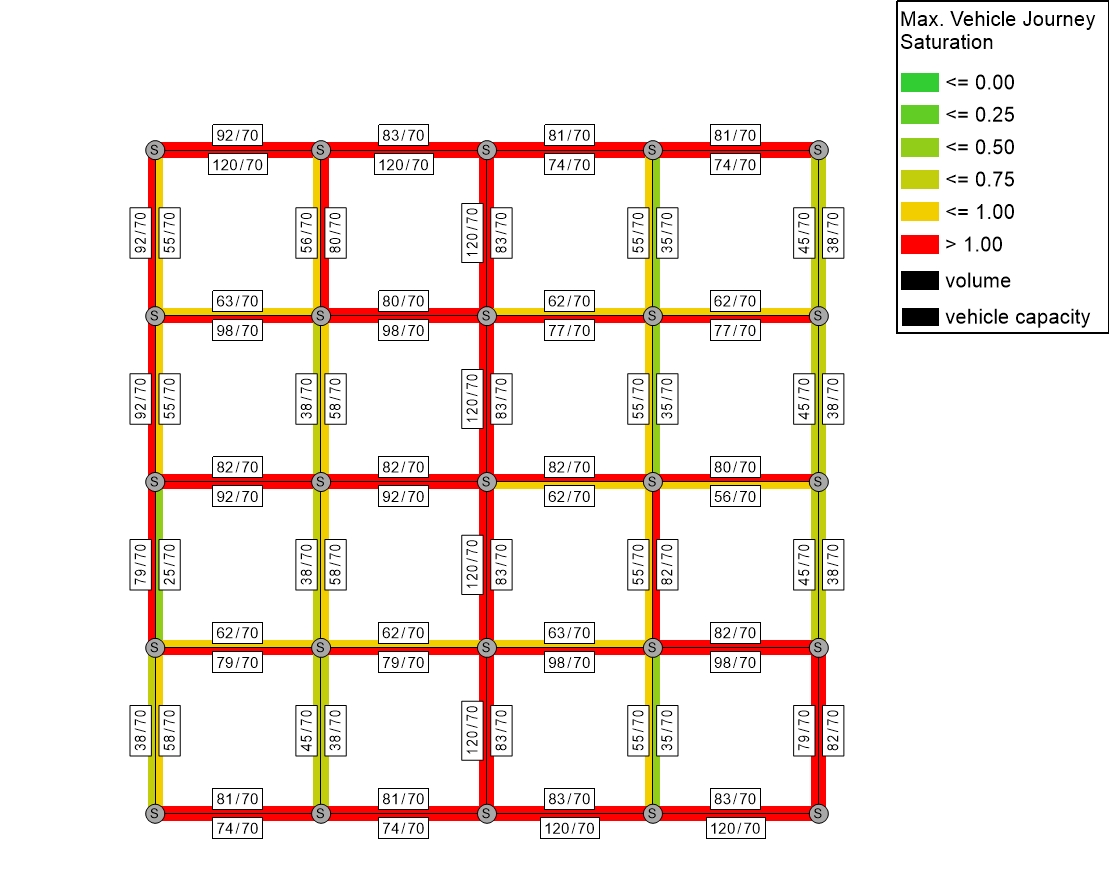 Max. Vehicle Journey
Saturation
<= 0.00
<= 0.25
<= 0.50
<= 0.75
<= 1.00
> 1.00
volume
vehicle capacity
92/70 83/70 81/70 81/70
S S S S S
120/70 120/70 74/70 74/70
92/70 55/70 56/70 80/70 120/70 83/70 55/70 35/70 45/70 38/70
63/70 80/70 62/70 62/70
S S S S S
98/70 98/70 77/70 77/70
92/70 55/70 38/70 58/70 120/70 83/70 55/70 35/70 45/70 38/70
82/70 82/70 82/70 80/70
S S S S S
92/70 92/70 62/70 56/70
79/70 25/70 38/70 58/70 120/70 83/70 55/70 82/70 45/70 38/70
62/70 62/70 63/70 82/70
S S S S S
79/70 79/70 98/70 98/70
38/70 58/70 45/70 38/70 120/70 83/70 55/70 35/70 79/70 82/70
81/70 81/70 83/70 83/70
S S S S S
74/70 74/70 120/70 120/70